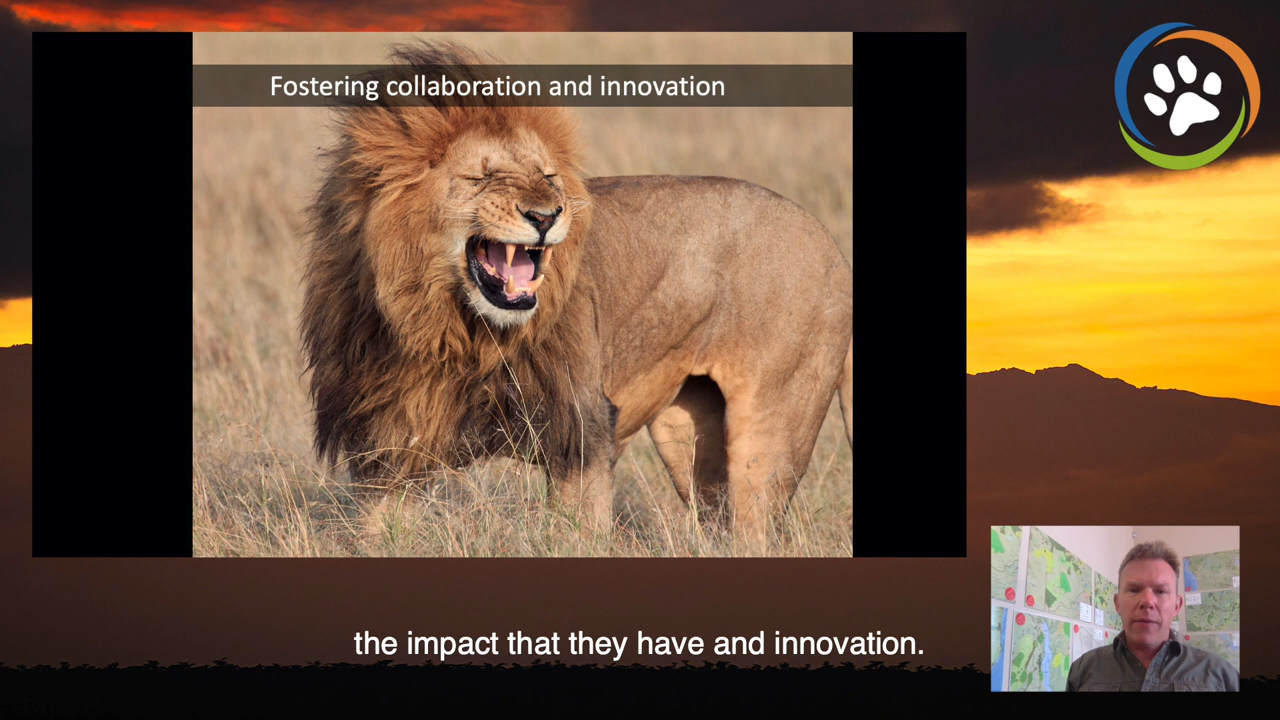 Fostering collaboration and innovation
the impact that they have and innovation.